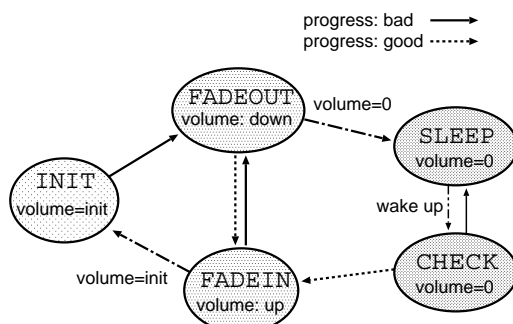 progress: bad
progress: good
FADEOUT
volume: down
volume=0
SLEEP
volume=0
INIT
volume=init
wake up
volume=init
FADEIN
volume: up
CHECK
volume=0